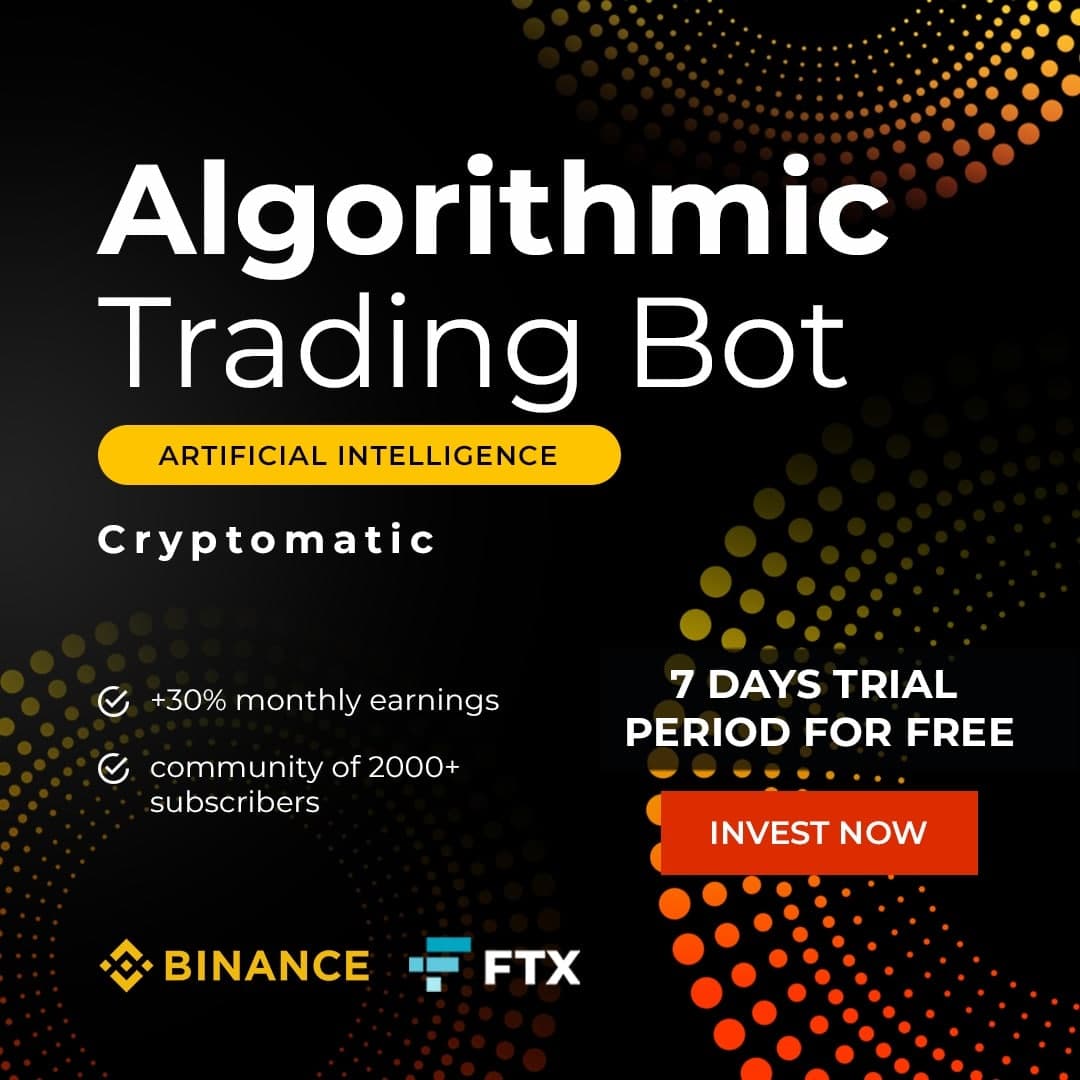 Algorithmic
Trading Bot
ARTIFICIAL INTELLIGENCE
Cryptomatic
+30% monthly earnings
community of 2000+
subscribers
7 DAYS TRIAL
PERIOD FOR FREE
INVEST NOW
BINANCE
FTX